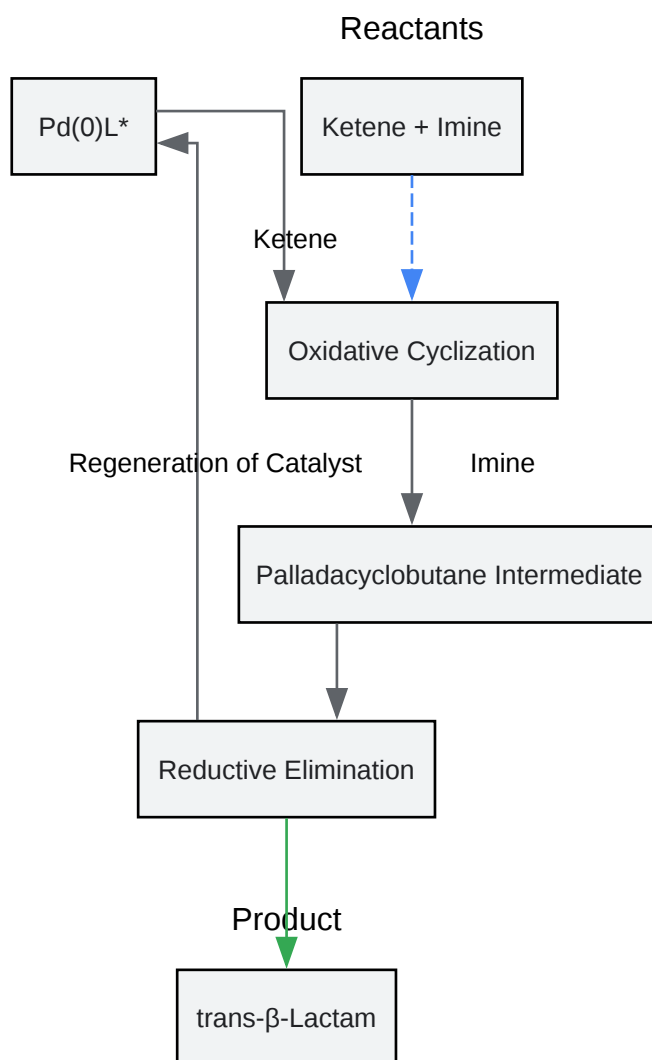 Reactants
Pd(0)L*
Ketene + Imine
Ketene
Oxidative Cyclization
Regeneration of Catalyst
Imine
Palladacyclobutane Intermediate
Reductive Elimination
Product
trans-β-Lactam